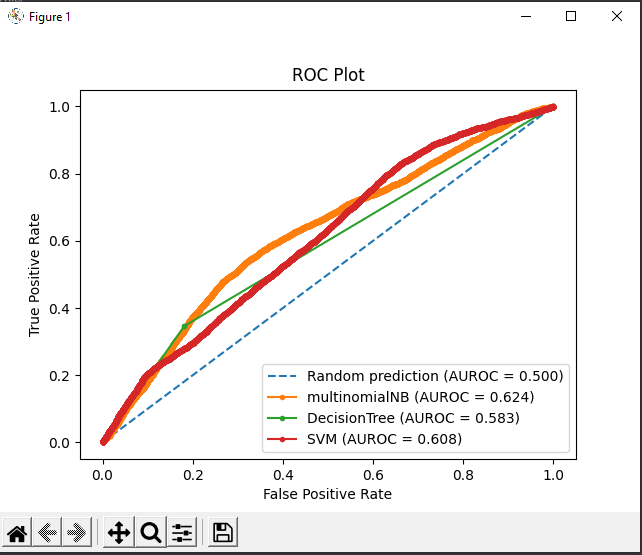 Figure 1
ROC Plot
True Positive Rate
1.0
0.8
0.6
0.4
0.2
0.0
Random prediction (AUROC = 0.500)
multinomialNB (AUROC = 0.624)
DecisionTree (AUROC = 0.583)
SVM (AUROC = 0.608)
0.0 0.2 0.4 0.6 0.8 1.0
False Positive Rate